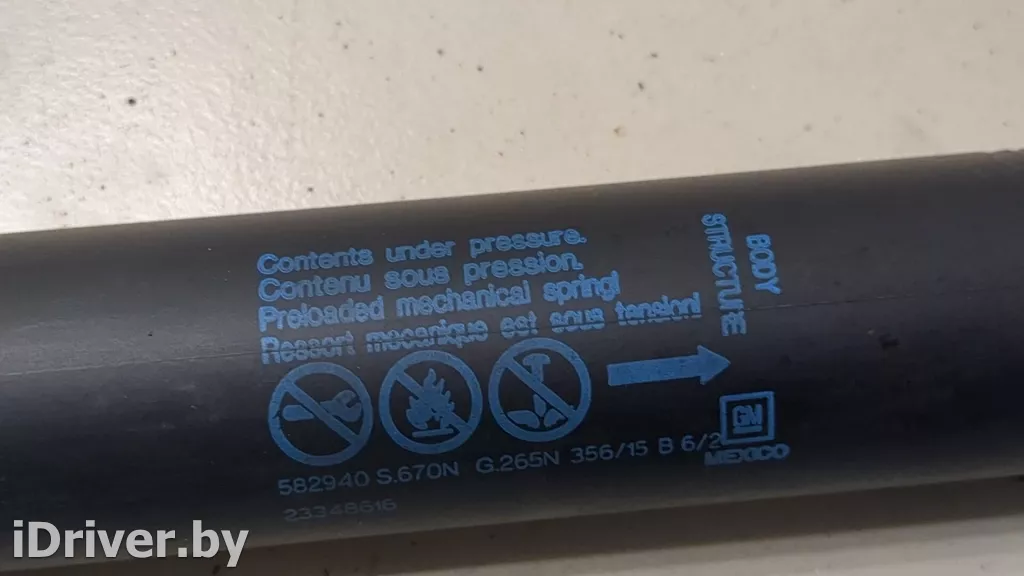 Contents under pressure.
Contenu sous pression.
Preloaded mechanical spring!
Ressort mecanique est sous tension!
BODY
STRUCTURE
GM
MEXICO
582940 S.670N G.265N 356/15 B 6/2
23348616
iDriver.by